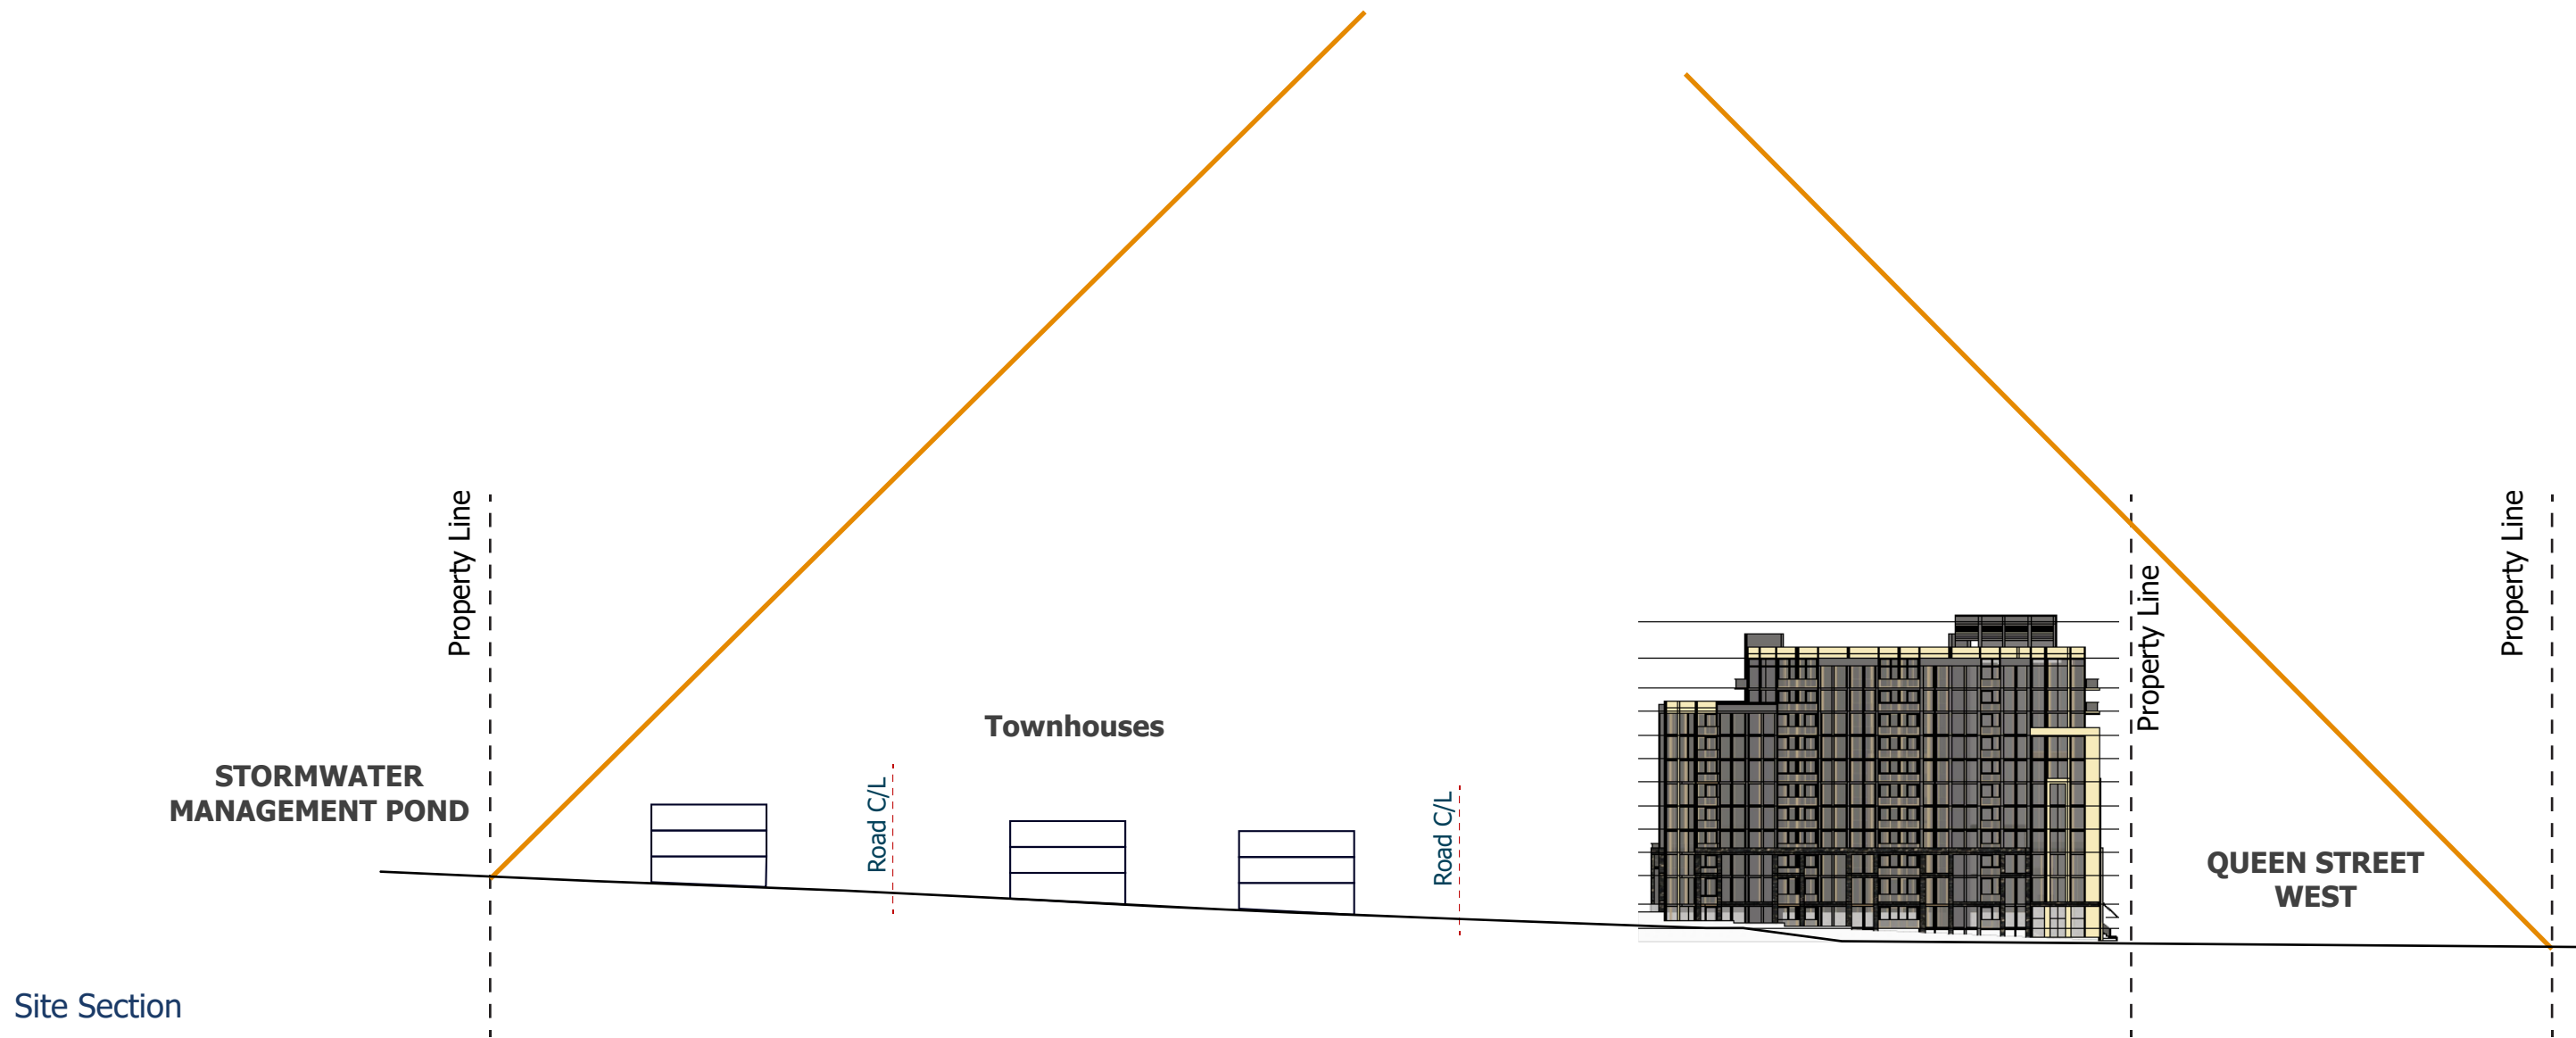 Property Line
Property Line
Property Line
Townhouses
STORMWATER
MANAGEMENT POND
Road C/L
Road C/L
QUEEN STREET
WEST
Site Section